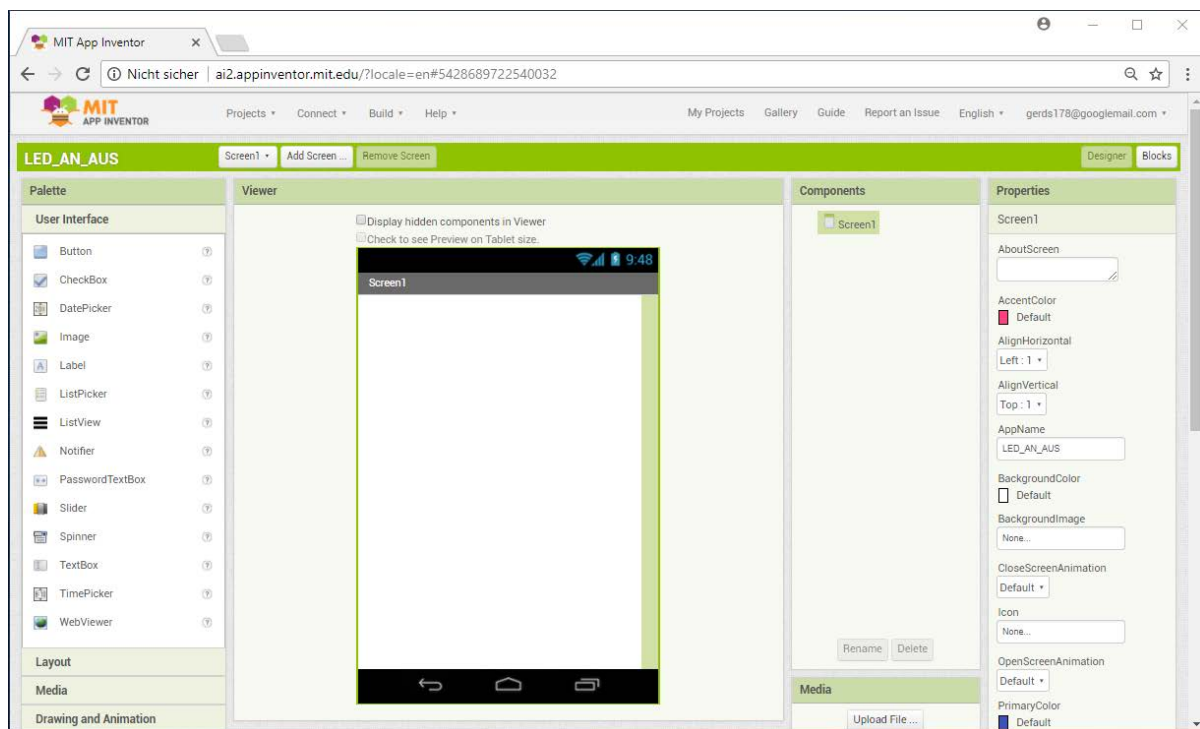 MIT App Inventor
Nicht sicher | ai2.appinventor.mit.edu/?locale=en#5428689722540032
MIT
APP INVENTOR
Projects Connect Build Help My Projects Gallery Guide Report an Issue English gerds178@googlemail.com
LED_AN_AUS Screen1 Add Screen ... Remove Screen Designer Blocks
Palette
User Interface
Button
CheckBox
DatePicker
Image
Label
ListPicker
ListView
Notifier
PasswordTextBox
Slider
Spinner
TextBox
TimePicker
WebViewer
Layout
Media
Drawing and Animation
Viewer
Display hidden components in Viewer
Check to see Preview on Tablet size.
9:48
Screen1
Components
Screen1
Rename Delete
Media
Upload File ...
Properties
Screen1
AboutScreen
AccentColor
Default
AlignHorizontal
Left : 1
AlignVertical
Top : 1
AppName
LED_AN_AUS
BackgroundColor
Default
BackgroundImage
None...
CloseScreenAnimation
Default
Icon
None...
OpenScreenAnimation
Default
PrimaryColor
Default